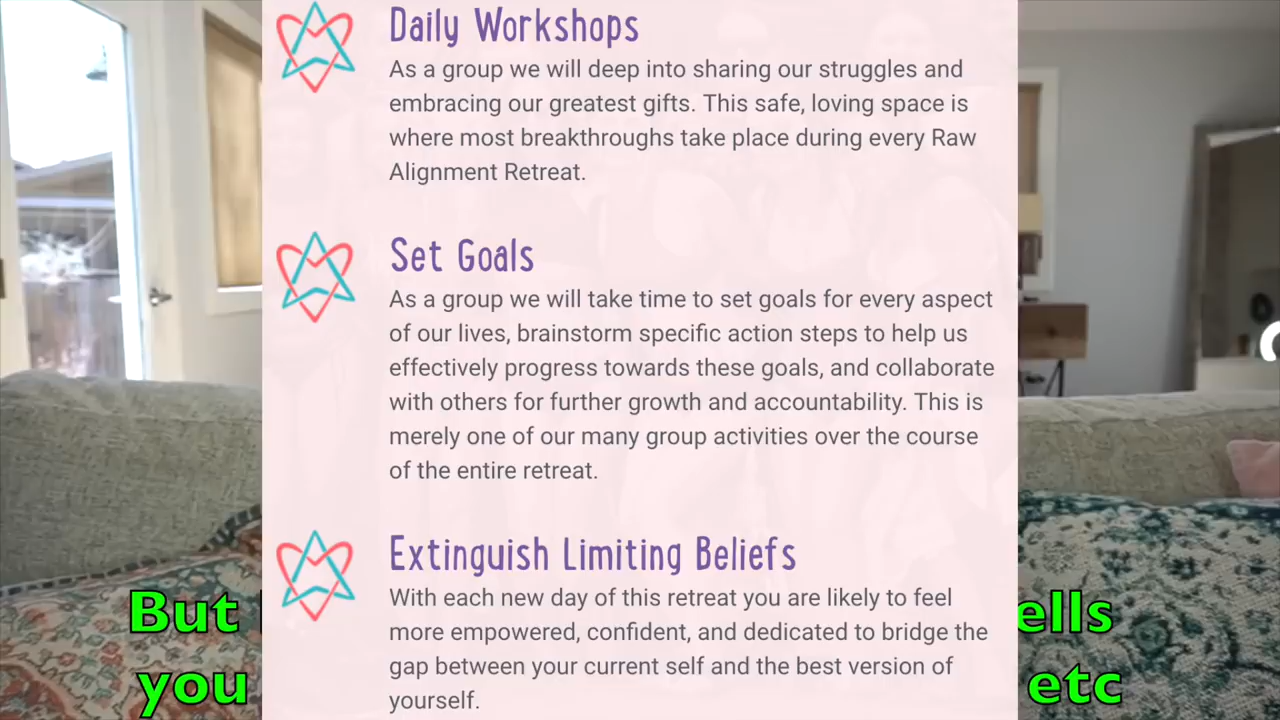 Daily Workshops
As a group we will deep into sharing our struggles and
embracing our greatest gifts. This safe, loving space is
where most breakthroughs take place during every Raw
Alignment Retreat.
Set Goals
As a group we will take time to set goals for every aspect
of our lives, brainstorm specific action steps to help us
effectively progress towards these goals, and collaborate
with others for further growth and accountability. This is
merely one of our many group activities over the course
of the entire retreat.
Extinguish Limiting Beliefs
With each new day of this retreat you are likely to feel
more empowered, confident, and dedicated to bridge the
gap between your current self and the best version of
yourself.
But
you etc